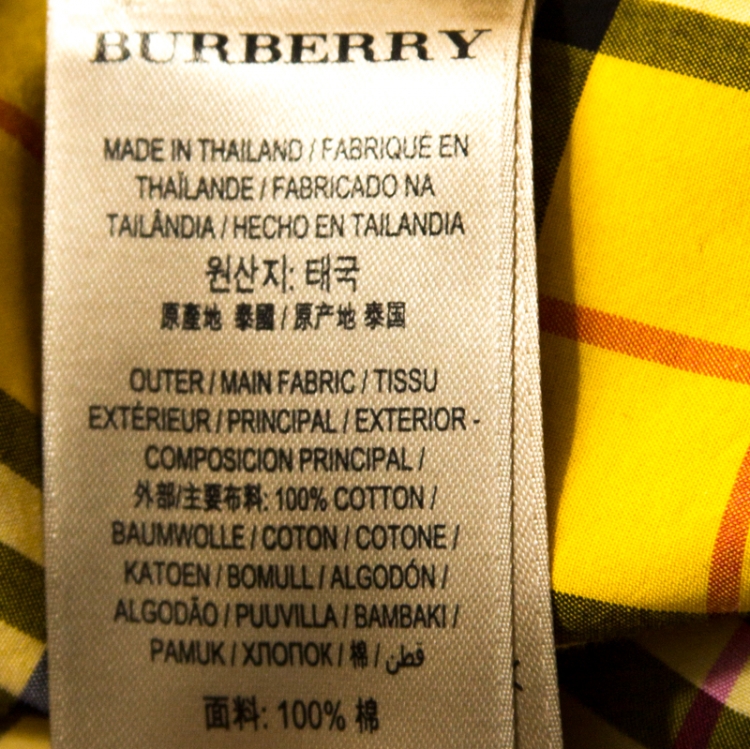 BURBERRY
MADE IN THAILAND / FABRIQUÉ EN
THAÏLANDE / FABRICADO NA
TAILÂNDIA / HECHO EN TAILANDIA
원산지: 태국
原產地 泰國 / 原产地 泰国
OUTER / MAIN FABRIC / TISSU
EXTÉRIEUR / PRINCIPAL / EXTERIOR -
COMPOSICION PRINCIPAL /
外部/主要布料: 100% COTTON /
BAUMWOLLE / COTON / COTONE /
KATOEN / BOMULL / ALGODÓN /
ALGODÃO / PUUVILLA / BAMBAKI /
PAMUK / ХЛОПОК / 棉 / قطن
面料: 100% 棉